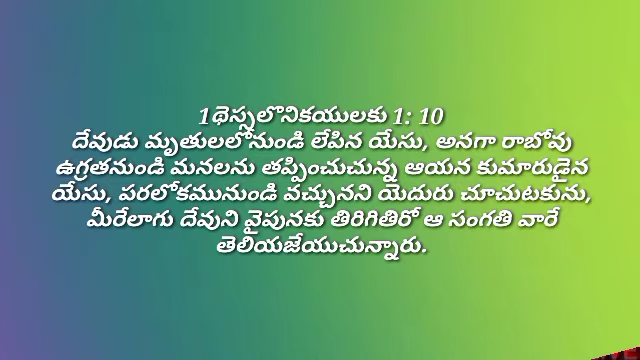 1థెస్సలొనికయులకు 1: 10
దేవుడు మృతులలోనుండి లేపిన యేసు, అనగా రాబోవు
ఉగ్రతనుండి మనలను తప్పించుచున్న ఆయన కుమారుడైన
యేసు, పరలోకమునుండి వచ్చునని యెదురు చూచుటకును,
మీరేలాగు దేవుని వైపునకు తిరిగితిరో ఆ సంగతి వారే
తెలియజేయుచున్నారు.